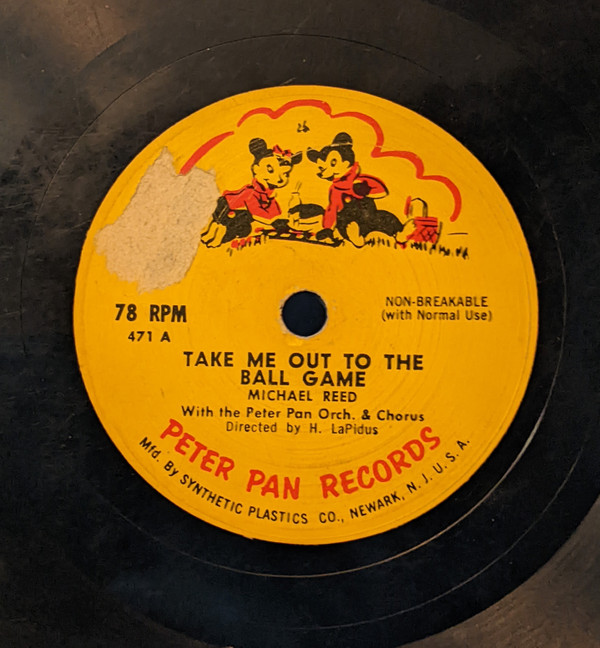 78 RPM
471 A
NON-BREAKABLE
(with Normal Use)
TAKE ME OUT TO THE
BALL GAME
MICHAEL REED
With the Peter Pan Orch. & Chorus
Directed by H. LaPidus
PETER PAN RECORDS
Mfd. By SYNTHETIC PLASTICS CO., NEWARK, N. J. U. S. A.